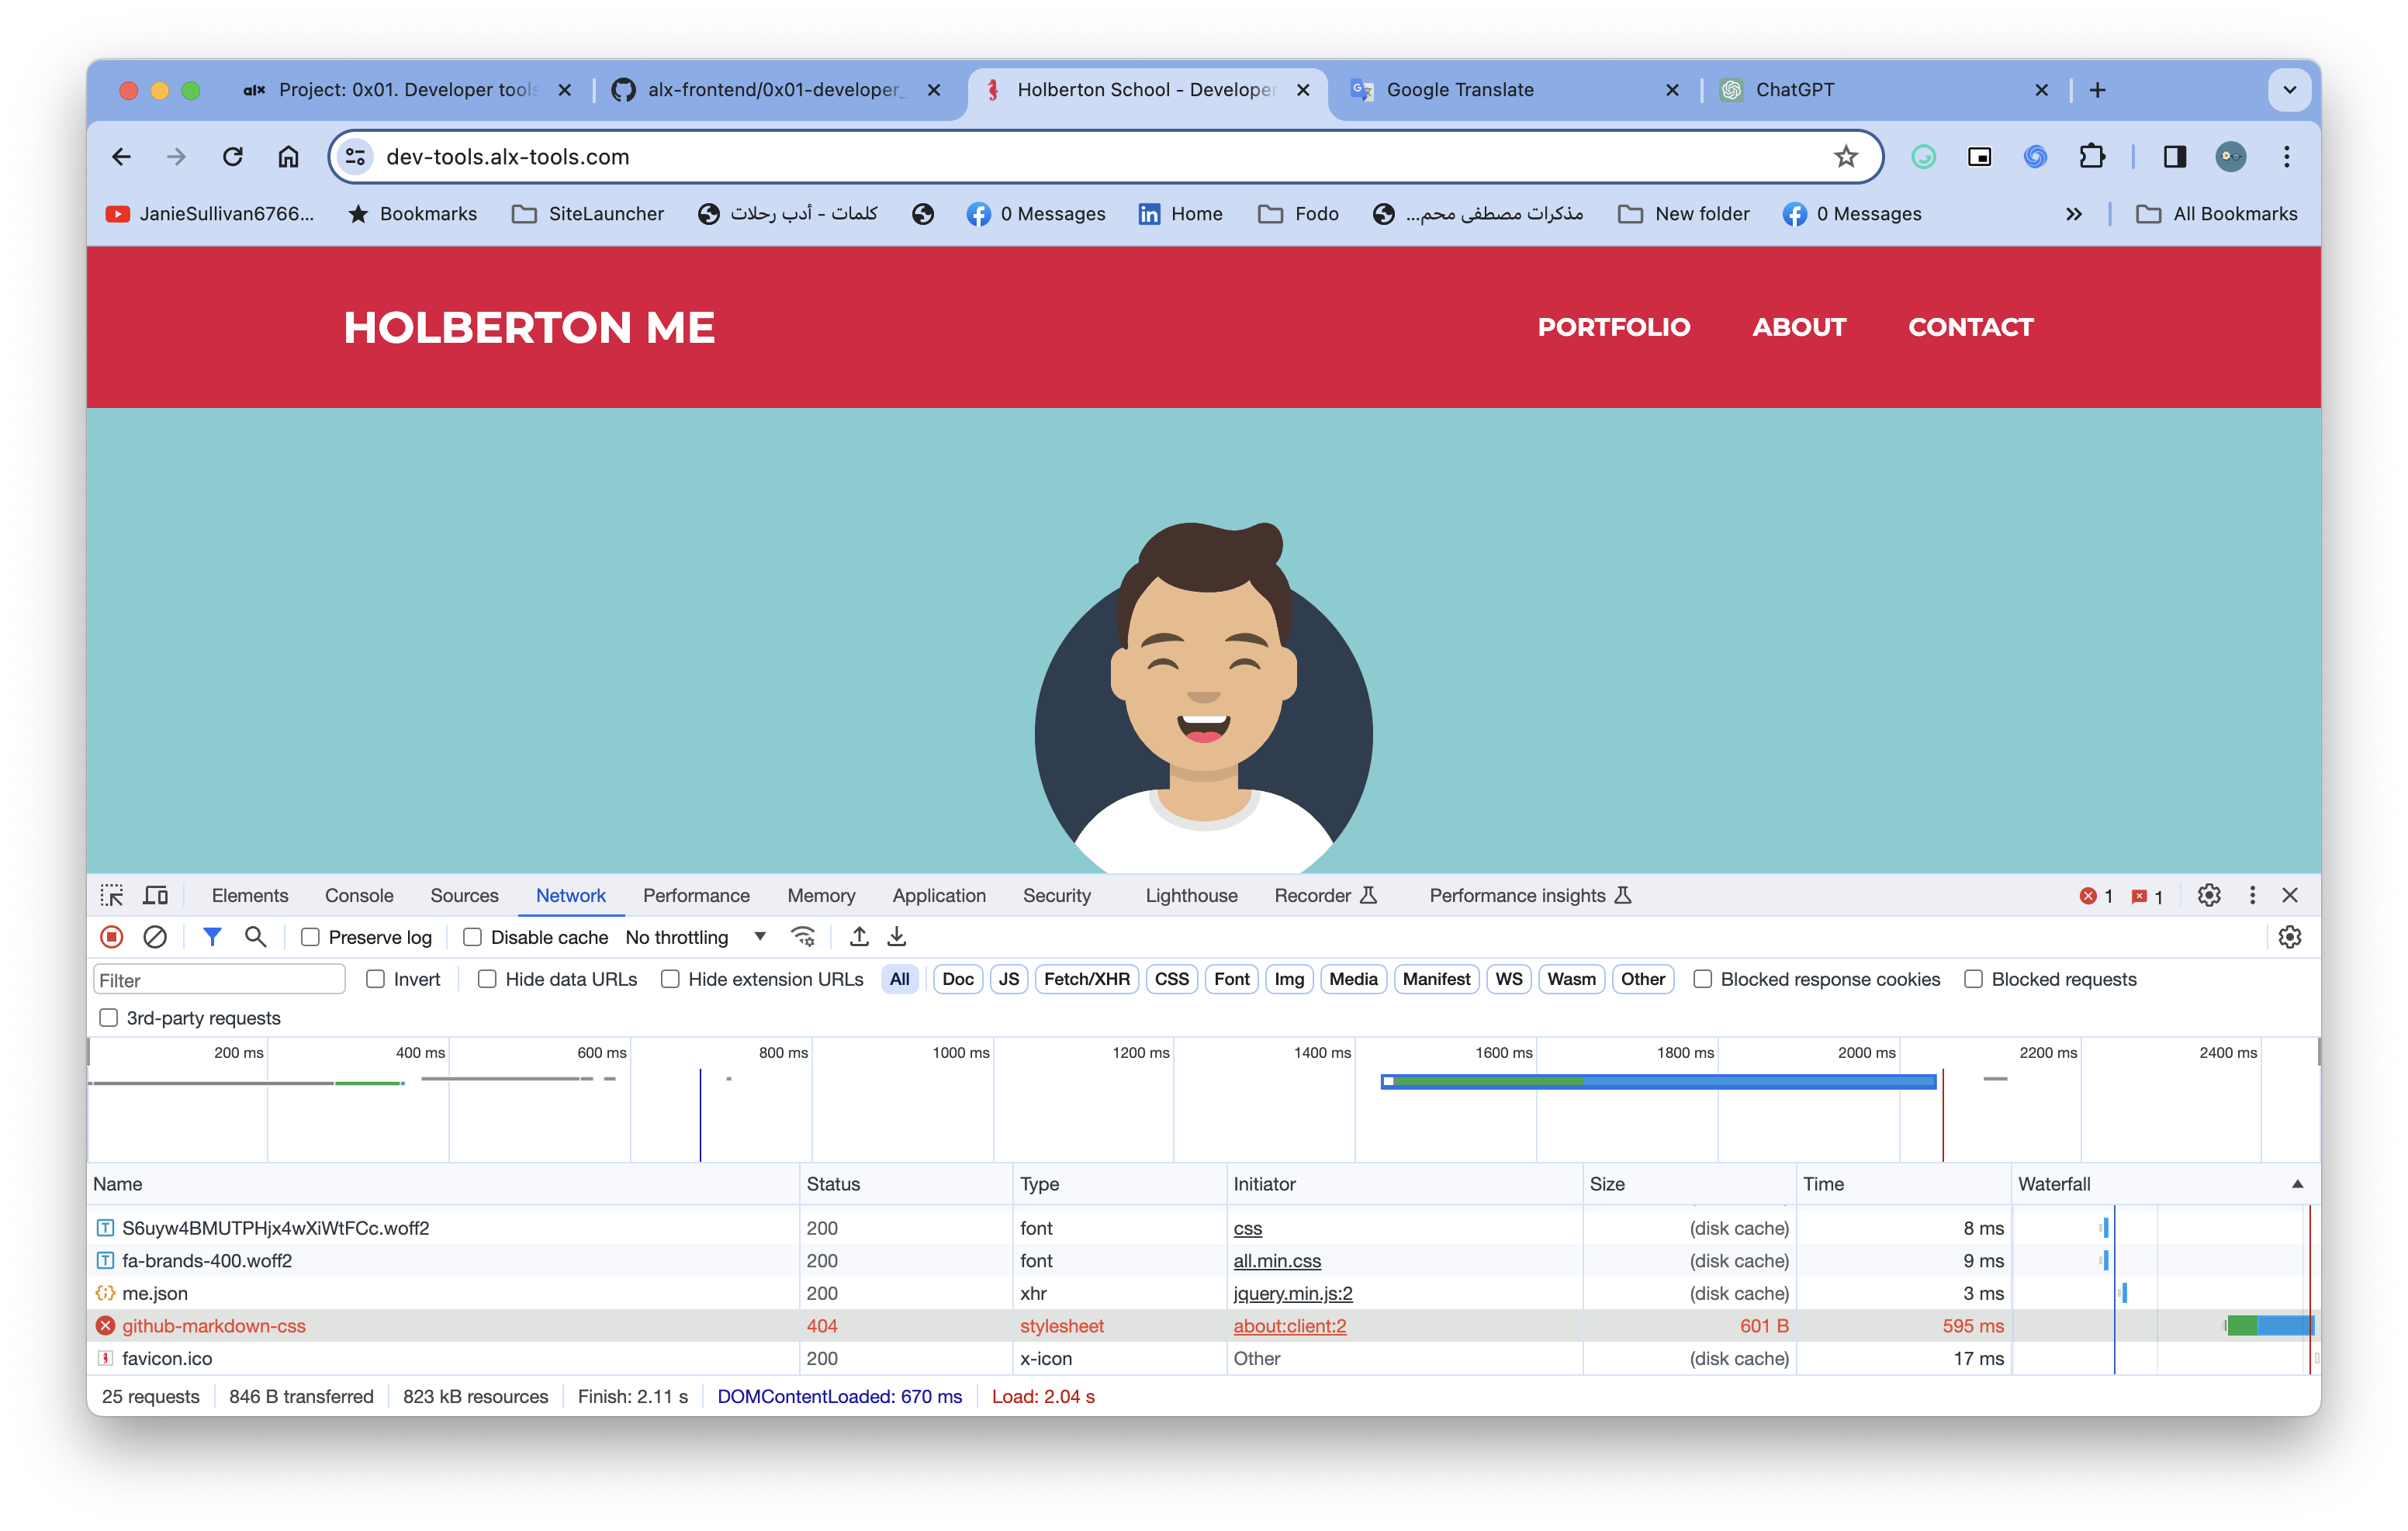 alx Project: 0x01. Developer tools alx-frontend/0x01-developer_ Holberton School - Developer Google Translate ChatGPT
dev-tools.alx-tools.com
JanieSullivan6766... Bookmarks SiteLauncher كلمات - أدب رحلات 0 Messages Home Fodo مذكرات مصطفى محم... New folder 0 Messages All Bookmarks
HOLBERTON ME PORTFOLIO ABOUT CONTACT
Elements Console Sources Network Performance Memory Application Security Lighthouse Recorder Performance insights 1 1
Preserve log Disable cache No throttling
Filter Invert Hide data URLs Hide extension URLs All Doc JS Fetch/XHR CSS Font Img Media Manifest WS Wasm Other Blocked response cookies Blocked requests
3rd-party requests
200 ms 400 ms 600 ms 800 ms 1000 ms 1200 ms 1400 ms 1600 ms 1800 ms 2000 ms 2200 ms 2400 ms
Name Status Type Initiator Size Time Waterfall
S6uyw4BMUTPHjx4wXiWtFCc.woff2 200 font css (disk cache) 8 ms
fa-brands-400.woff2 200 font all.min.css (disk cache) 9 ms
me.json 200 xhr jquery.min.js:2 (disk cache) 3 ms
github-markdown-css 404 stylesheet about:client:2 601 B 595 ms
favicon.ico 200 x-icon Other (disk cache) 17 ms
25 requests 846 B transferred 823 kB resources Finish: 2.11 s DOMContentLoaded: 670 ms Load: 2.04 s